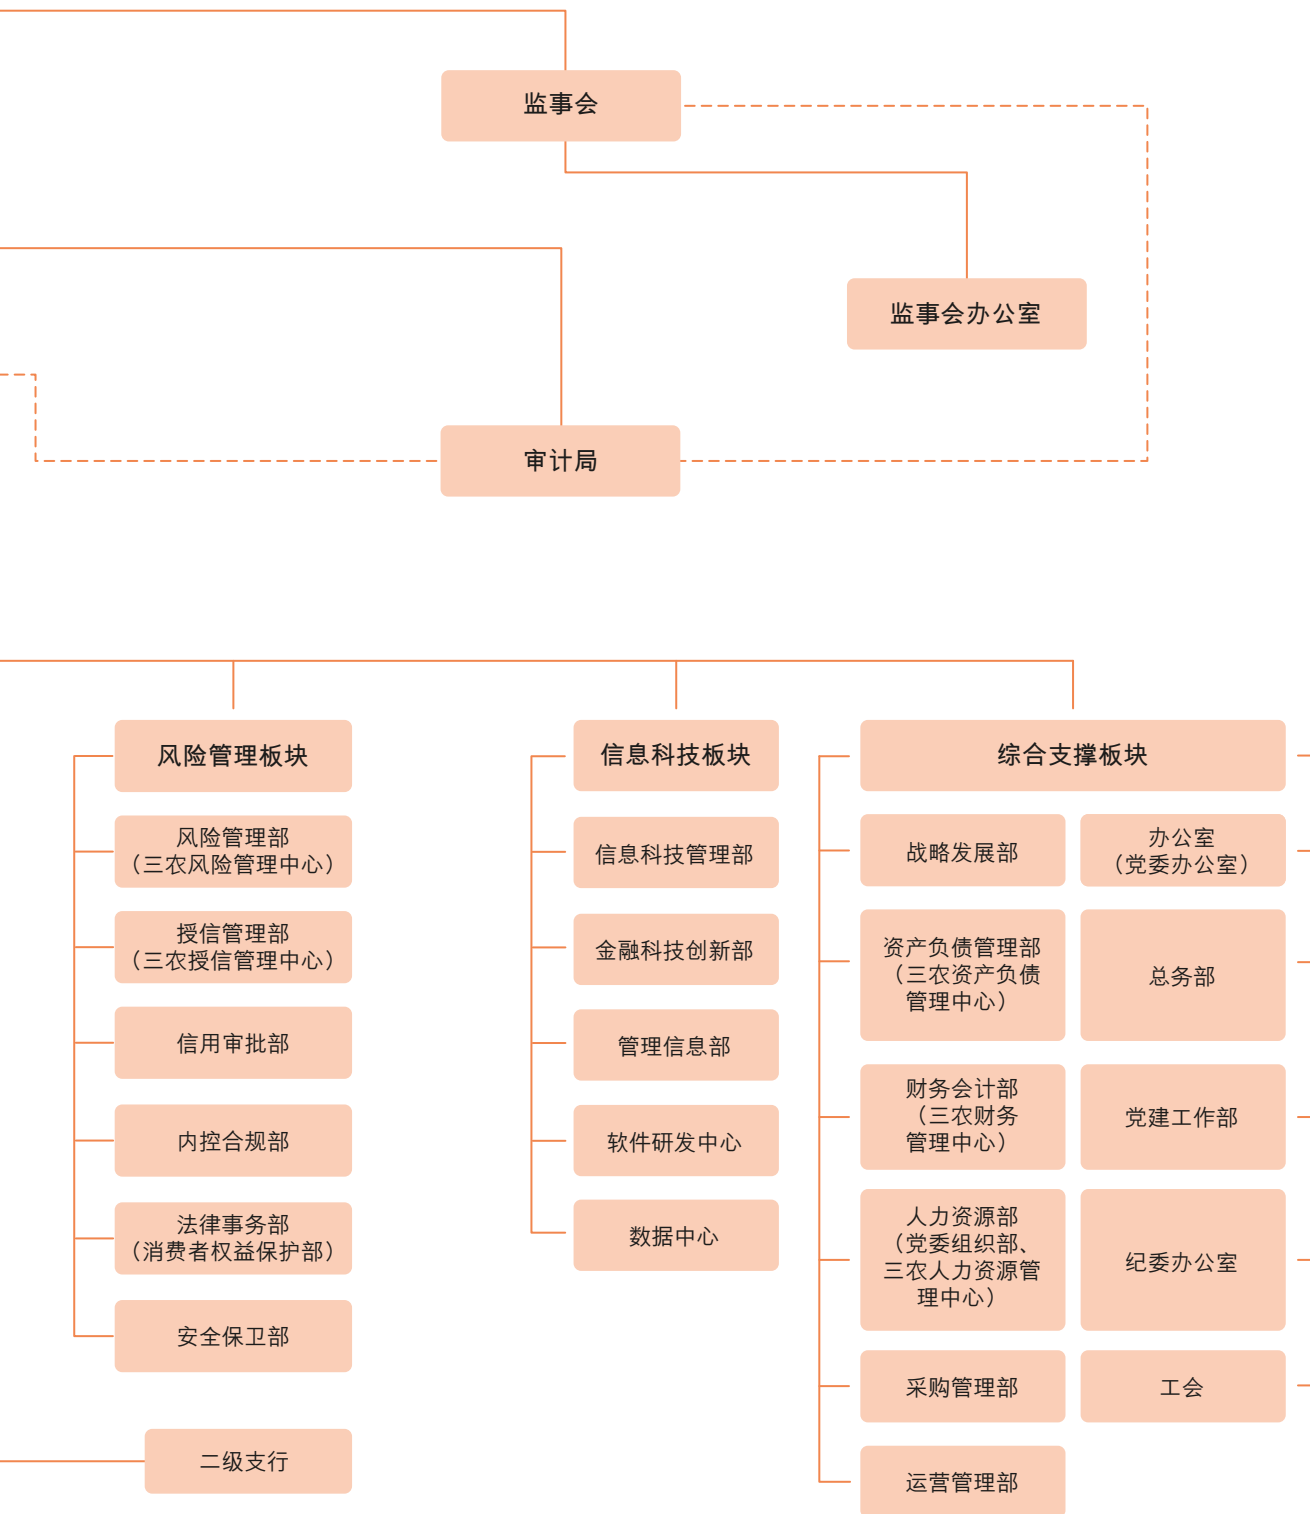 监事会
监事会办公室
审计局
风险管理板块
风险管理部
（三农风险管理中心）
授信管理部
（三农授信管理中心）
信用审批部
内控合规部
法律事务部
（消费者权益保护部）
安全保卫部
二级支行
信息科技板块
信息科技管理部
金融科技创新部
管理信息部
软件研发中心
数据中心
综合支撑板块
战略发展部
办公室
（党委办公室）
资产负债管理部
（三农资产负债
管理中心）
总务部
财务会计部
（三农财务
管理中心）
党建工作部
人力资源部
（党委组织部、
三农人力资源管
理中心）
纪委办公室
采购管理部
工会
运营管理部